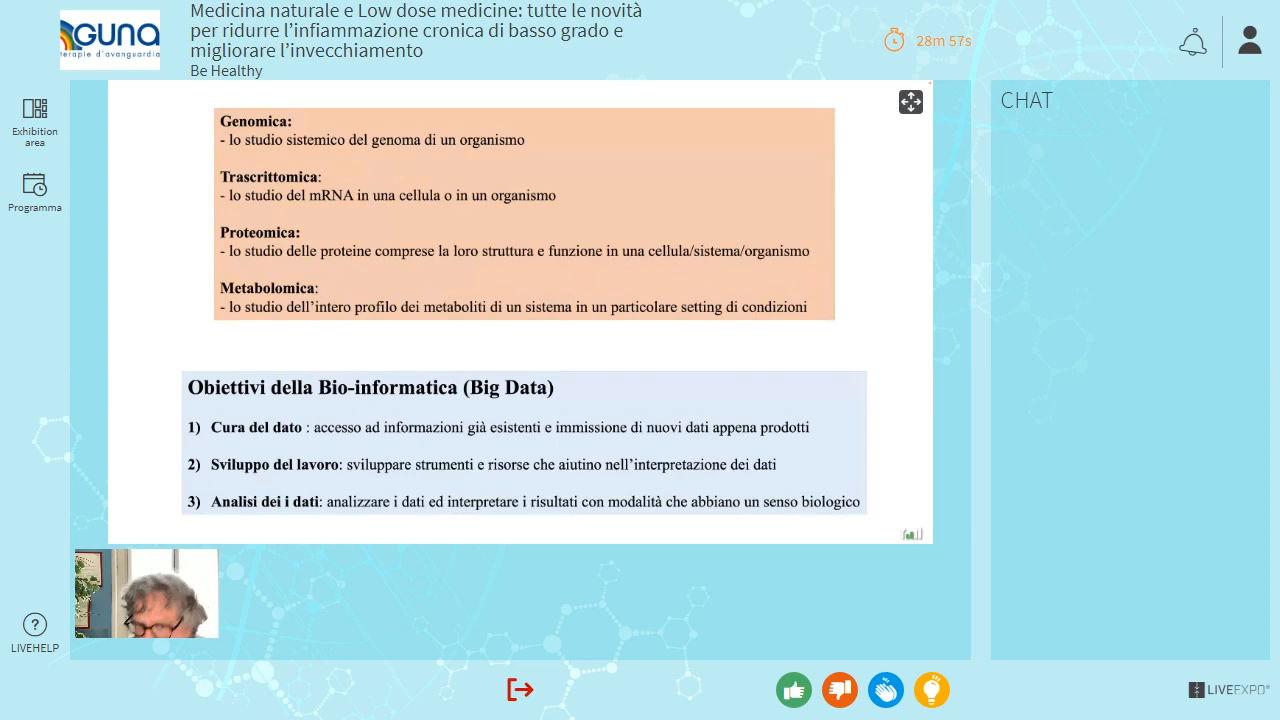 GUNA
terapie d'avanguardia
Medicina naturale e Low dose medicine: tutte le novità
per ridurre l'infiammazione cronica di basso grado e
migliorare l'invecchiamento
Be Healthy
28m 57s
Exhibition
area
Programma
LIVEHELP
CHAT
Genomica:
- lo studio sistemico del genoma di un organismo
Trascrittomica:
- lo studio del mRNA in una cellula o in un organismo
Proteomica:
- lo studio delle proteine comprese la loro struttura e funzione in una cellula/sistema/organismo
Metabolomica:
- lo studio dell'intero profilo dei metaboliti di un sistema in un particolare setting di condizioni
Obiettivi della Bio-informatica (Big Data)
1) Cura del dato : accesso ad informazioni già esistenti e immissione di nuovi dati appena prodotti
2) Sviluppo del lavoro: sviluppare strumenti e risorse che aiutino nell'interpretazione dei dati
3) Analisi dei i dati: analizzare i dati ed interpretare i risultati con modalità che abbiano un senso biologico
LIVEEXPO